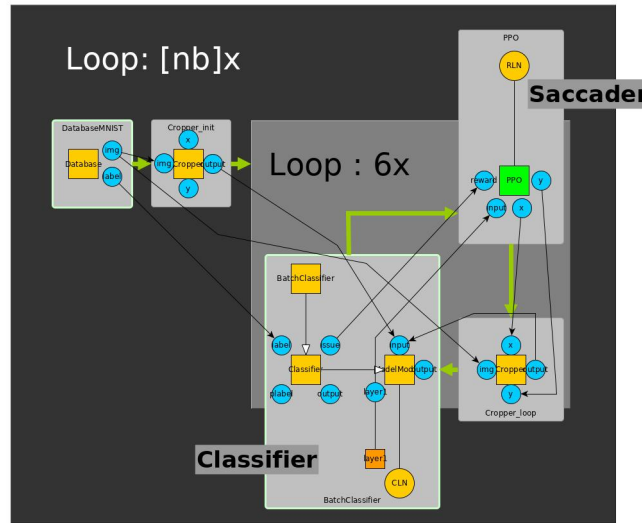 Loop: [nb]x
PPO
RLN
Saccader
DatabaseMNIST
Cropper_init
img
Database
label
x
img
Cropper
output
y
Loop : 6x
reward
PPO
y
input
x
BatchClassifier
label
issue
input
Classifier
output
plabel
output
layer1
x
img
Cropper
output
y
Cropper_loop
Classifier
layer1
CLN
BatchClassifier